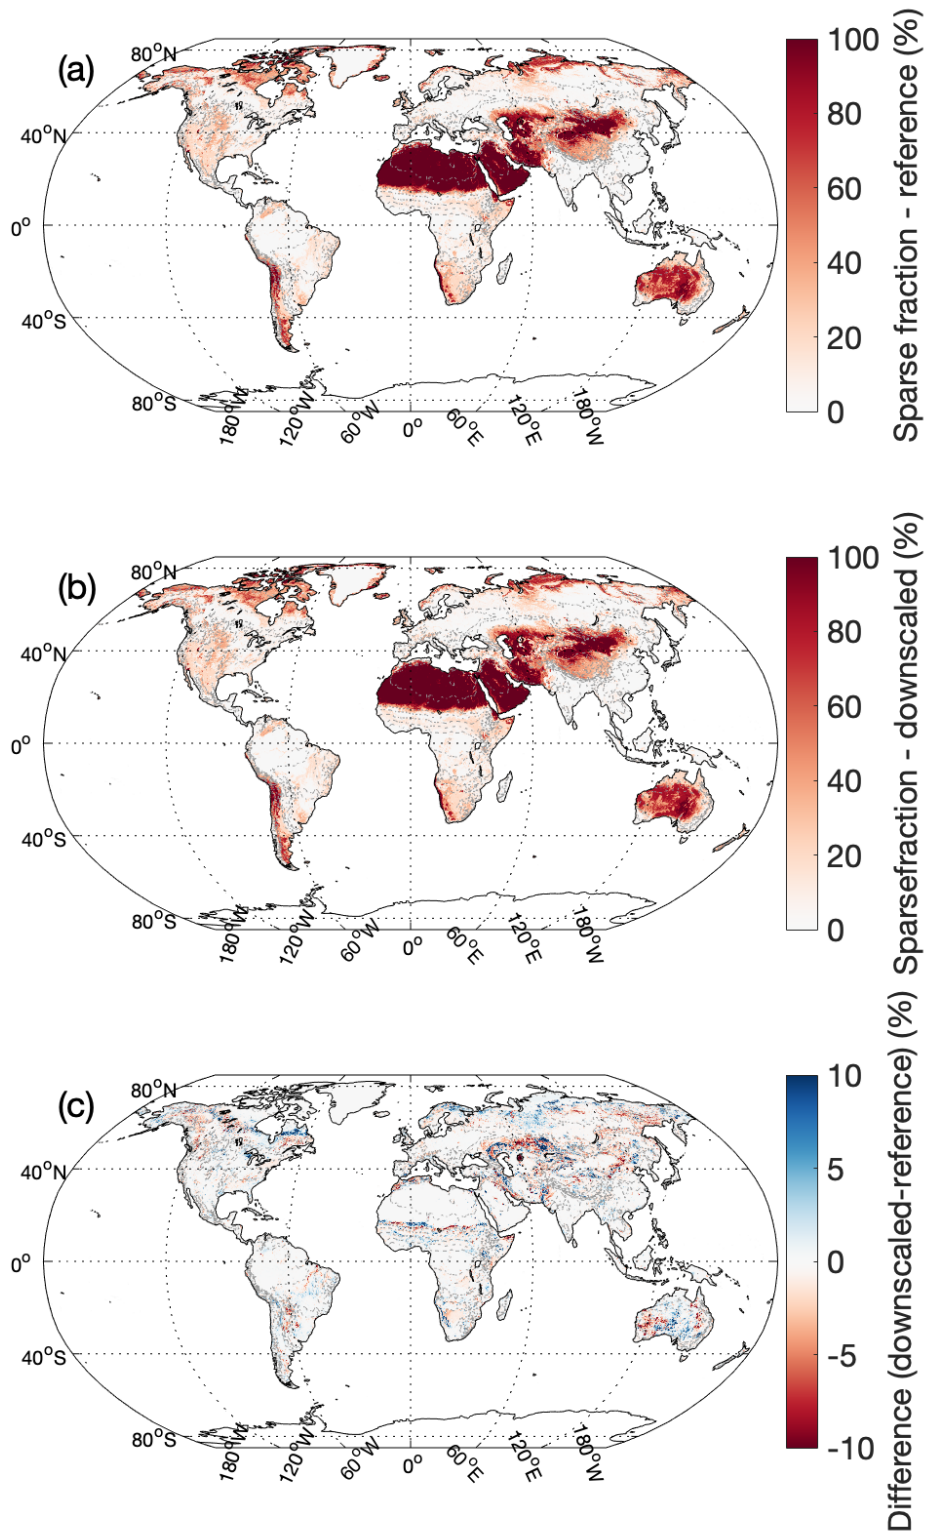 (a)
80°N
40°N
0°
40°S
80°S
180°W
120°W
60°W
0°
60°E
120°E
180°W
100
80
60
40
20
0
Sparse fraction - reference (%)
(b)
80°N
40°N
0°
40°S
80°S
180°W
120°W
60°W
0°
60°E
120°E
180°W
100
80
60
40
20
0
Sparsefraction - downscaled (%)
(c)
80°N
40°N
0°
40°S
80°S
180°W
120°W
60°W
0°
60°E
120°E
180°W
10
5
0
-5
-10
Difference (downscaled-reference) (%)